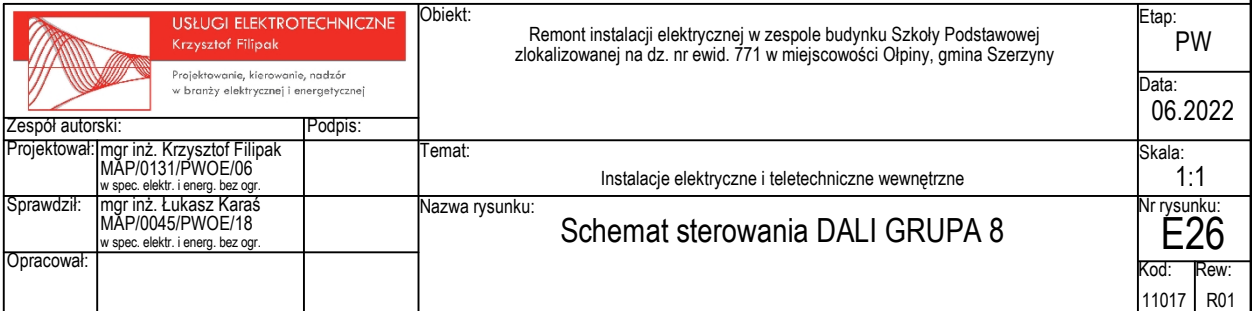 USŁUGI ELEKTROTECHNICZNE
Krzysztof Filipak
Projektowanie, kierowanie, nadzór
w branży elektrycznej i energetycznej
Zespół autorski:
Podpis:
Projektował:
mgr inż. Krzysztof Filipak
MAP/0131/PWOE/06
w spec. elektr. i energ. bez ogr.
Sprawdził:
mgr inż. Łukasz Karaś
MAP/0045/PWOE/18
w spec. elektr. i energ. bez ogr.
Opracował:
Obiekt:
Remont instalacji elektrycznej w zespole budynku Szkoły Podstawowej
zlokalizowanej na dz. nr ewid. 771 w miejscowości Ołpiny, gmina Szerzyny
Temat:
Instalacje elektryczne i teletechniczne wewnętrzne
Nazwa rysunku:
Schemat sterowania DALI GRUPA 8
Etap:
PW
Data:
06.2022
Skala:
1:1
Nr rysunku:
E26
Kod:
11017
Rew:
R01